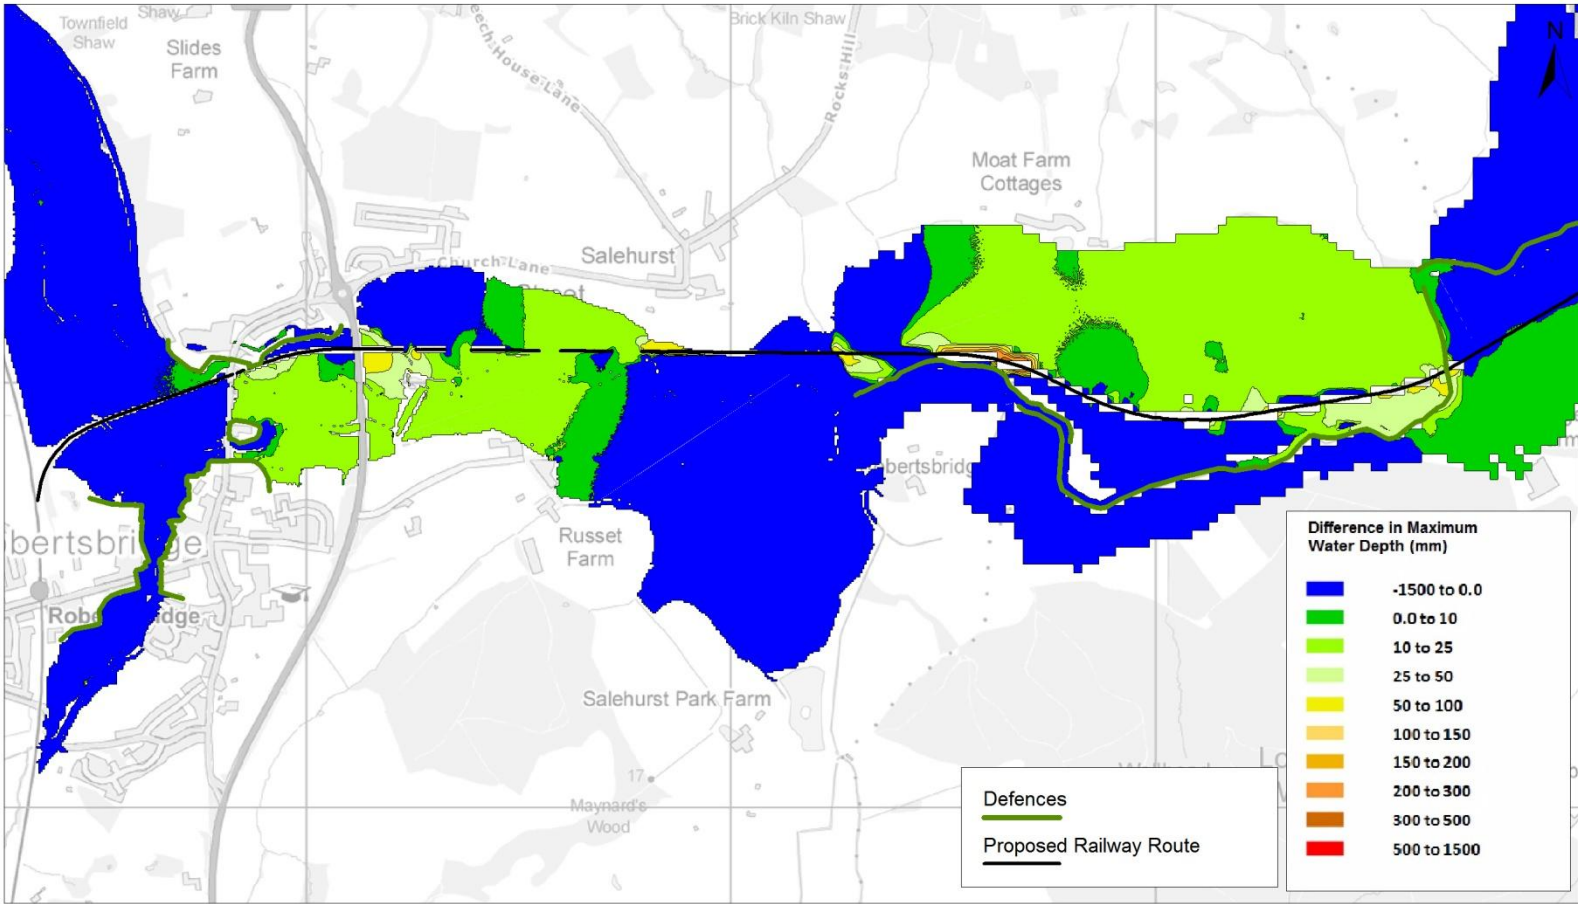 Townfield
Shaw
Shaw
Slides
Farm
eech House Lane
Brick Kiln Shaw
Rocks Hill
N
Moat Farm
Cottages
Salehurst
Church Lane
Street
bertsbridg
Russet
Farm
bertsbridge
Salehurst Park Farm
17
Maynard's
Wood
Difference in Maximum
Water Depth (mm)
-1500 to 0.0
0.0 to 10
10 to 25
25 to 50
50 to 100
100 to 150
150 to 200
200 to 300
300 to 500
500 to 1500
Defences
Proposed Railway Route